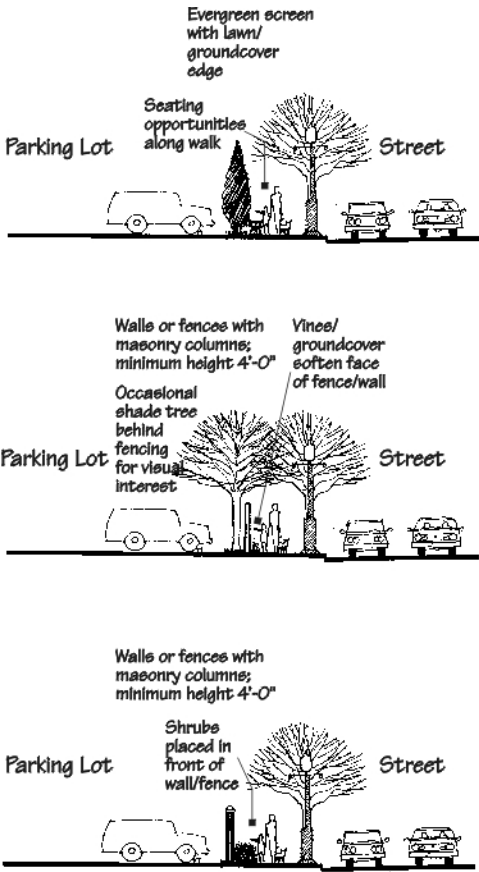 Evergreen screen
with lawn/
groundcover
edge
Seating
opportunities
along walk
Parking Lot
Street
Walls or fences with
masonry columns;
minimum height 4'-0"
Vines/
groundcover
soften face
of fence/wall
Occasional
shade tree
behind
fencing
for visual
interest
Parking Lot
Street
Walls or fences with
masonry columns;
minimum height 4'-0"
Shrubs
placed in
front of
wall/fence
Parking Lot
Street